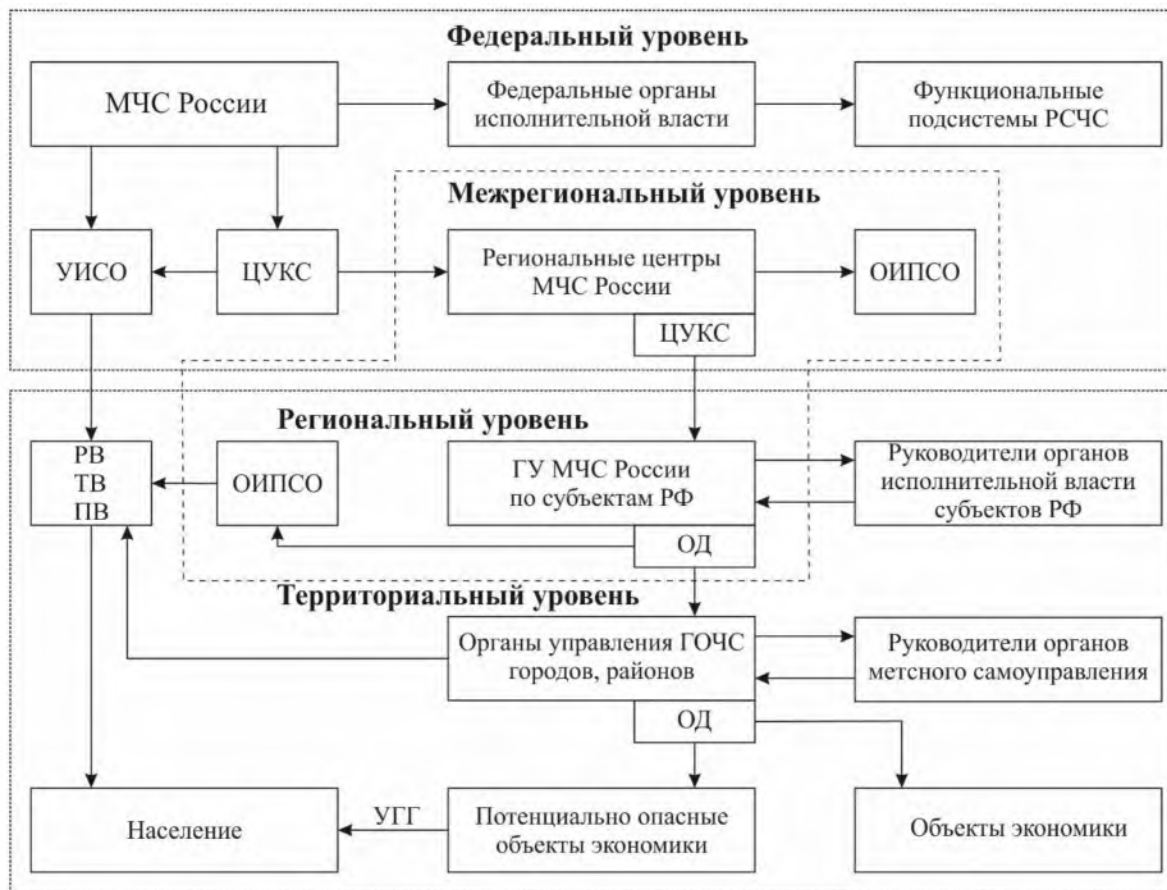 Федеральный уровень
МЧС России
Федеральные органы
исполнительной власти
Функциональные
подсистемы РСЧС
Межрегиональный уровень
УИСО
ЦУКС
Региональные центры
МЧС России
ОИПСО
ЦУКС
Региональный уровень
РВ
ТВ
ПВ
ОИПСО
ГУ МЧС России
по субъектам РФ
Руководители органов
исполнительной власти
субъектов РФ
ОД
Территориальный уровень
Органы управления ГОЧС
городов, районов
Руководители органов
метсного самоуправления
ОД
Население
УГГ
Потенциально опасные
объекты экономики
Объекты экономики